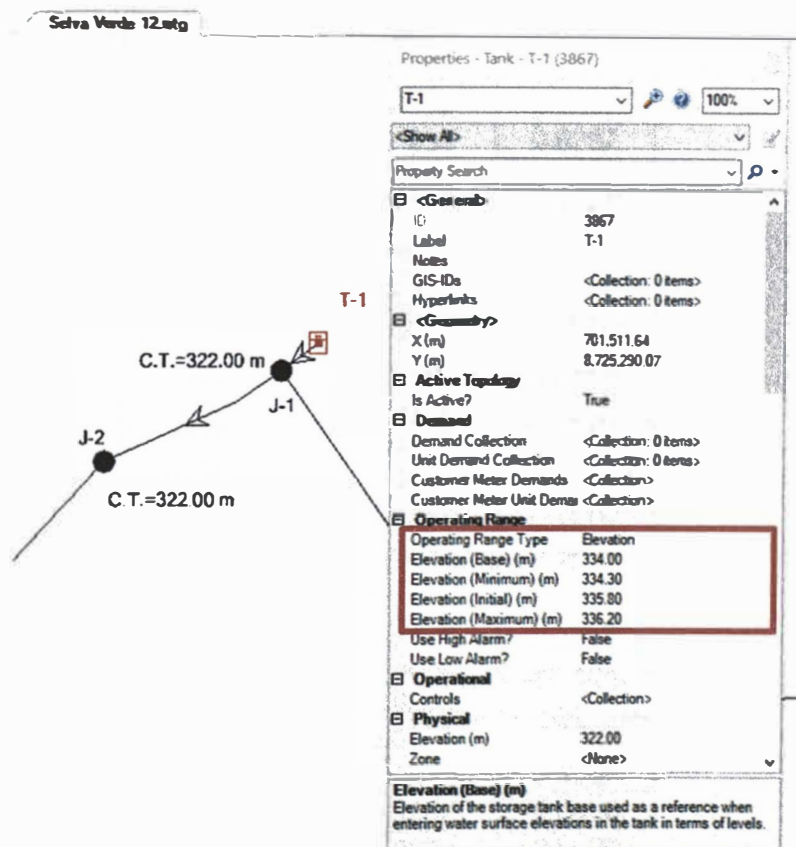 Selva Verde 12.wtg
Properties - Tank - T-1 (3867)
T-1
100%
<Show All>
Property Search
<General>
ID 3867
Label T-1
Notes
GIS-IDs <Collection: 0 items>
Hyperlinks <Collection: 0 items>
<Geometry>
X (m) 701.511.64
Y (m) 8.725,290.07
Active Topology
Is Active? True
Demand
Demand Collection <Collection: 0 items>
Unit Demand Collection <Collection: 0 items>
Customer Meter Demands <Collection>
Customer Meter Unit Demai <Collection>
Operating Range
Operating Range Type Elevation
Elevation (Base) (m) 334.00
Elevation (Minimum) (m) 334.30
Elevation (Initial) (m) 335.80
Elevation (Maximum) (m) 336.20
Use High Alarm? False
Use Low Alarm? False
Operational
Controls <Collection>
Physical
Elevation (m) 322.00
Zone <None>
Elevation (Base) (m)
Elevation of the storage tank base used as a reference when
entering water surface elevations in the tank in terms of levels.
T-1
C.T.=322.00 m
J-1
J-2
C.T.=322.00 m